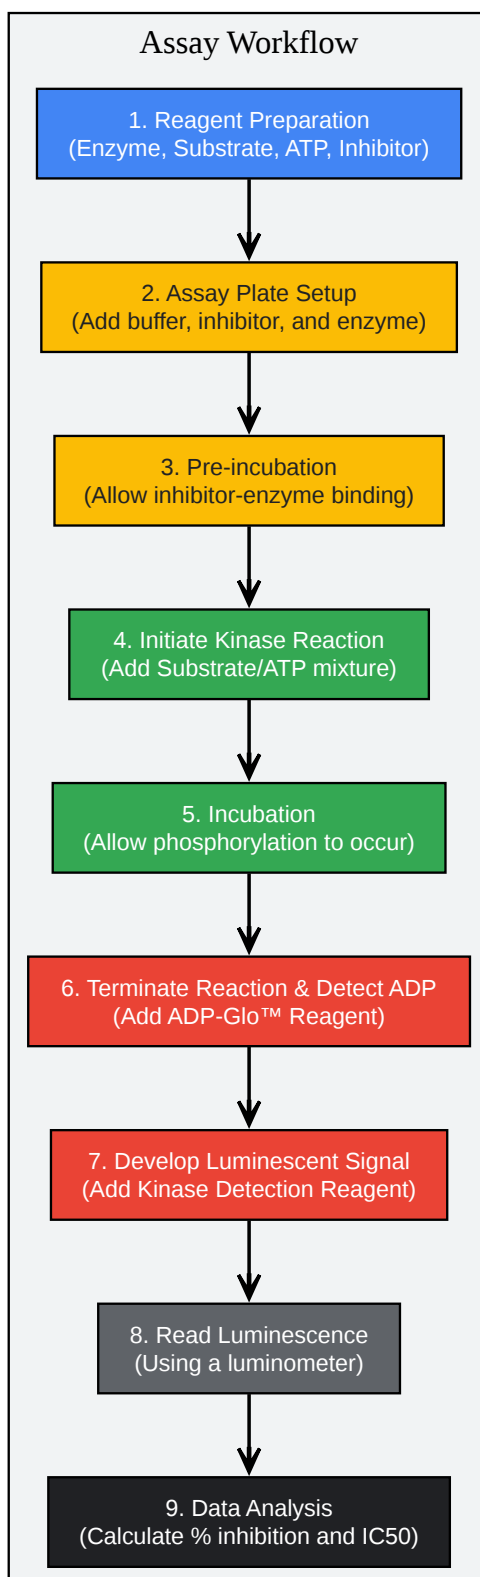 Assay Workflow
1. Reagent Preparation
(Enzyme, Substrate, ATP, Inhibitor)
2. Assay Plate Setup
(Add buffer, inhibitor, and enzyme)
3. Pre-incubation
(Allow inhibitor-enzyme binding)
4. Initiate Kinase Reaction
(Add Substrate/ATP mixture)
5. Incubation
(Allow phosphorylation to occur)
6. Terminate Reaction & Detect ADP
(Add ADP-Glo™ Reagent)
7. Develop Luminescent Signal
(Add Kinase Detection Reagent)
8. Read Luminescence
(Using a luminometer)
9. Data Analysis
(Calculate % inhibition and IC50)